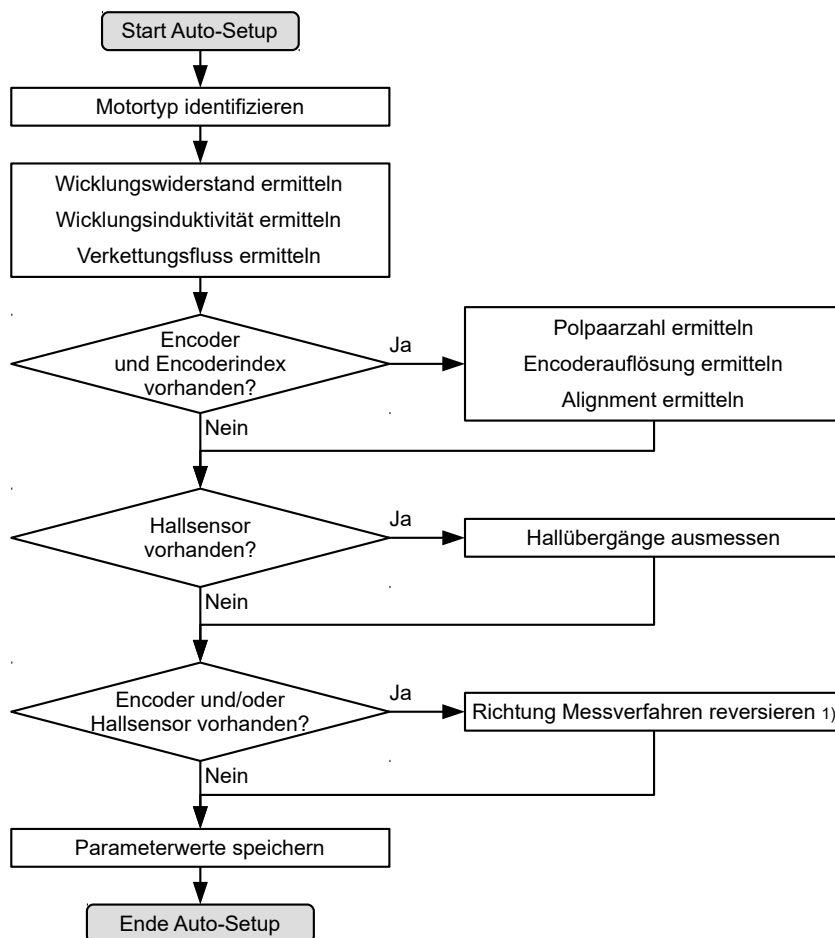 Start Auto-Setup
Motortyp identifizieren
Wicklungswiderstand ermitteln
Wicklungsinduktivität ermitteln
Verkettungsfluss ermitteln
Encoder
und Encoderindex
vorhanden?
Ja
Polpaarzahl ermitteln
Encoderauflösung ermitteln
Alignment ermitteln
Nein
Hallsensor
vorhanden?
Ja
Hallübergänge ausmessen
Nein
Encoder und/oder
Hallsensor vorhanden?
Ja
Richtung Messverfahren reversieren 1)
Nein
Parameterwerte speichern
Ende Auto-Setup